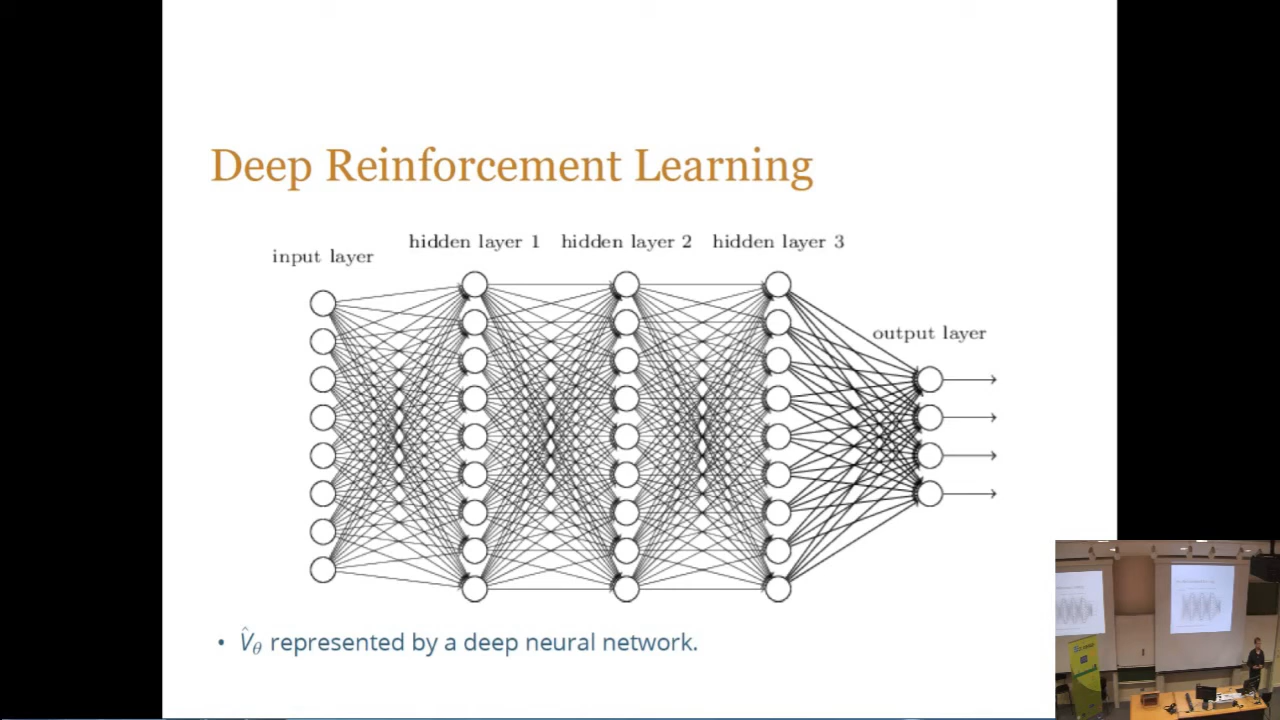 Deep Reinforcement Learning
input layer
hidden layer 1 hidden layer 2 hidden layer 3
output layer
• V̂θ represented by a deep neural network.